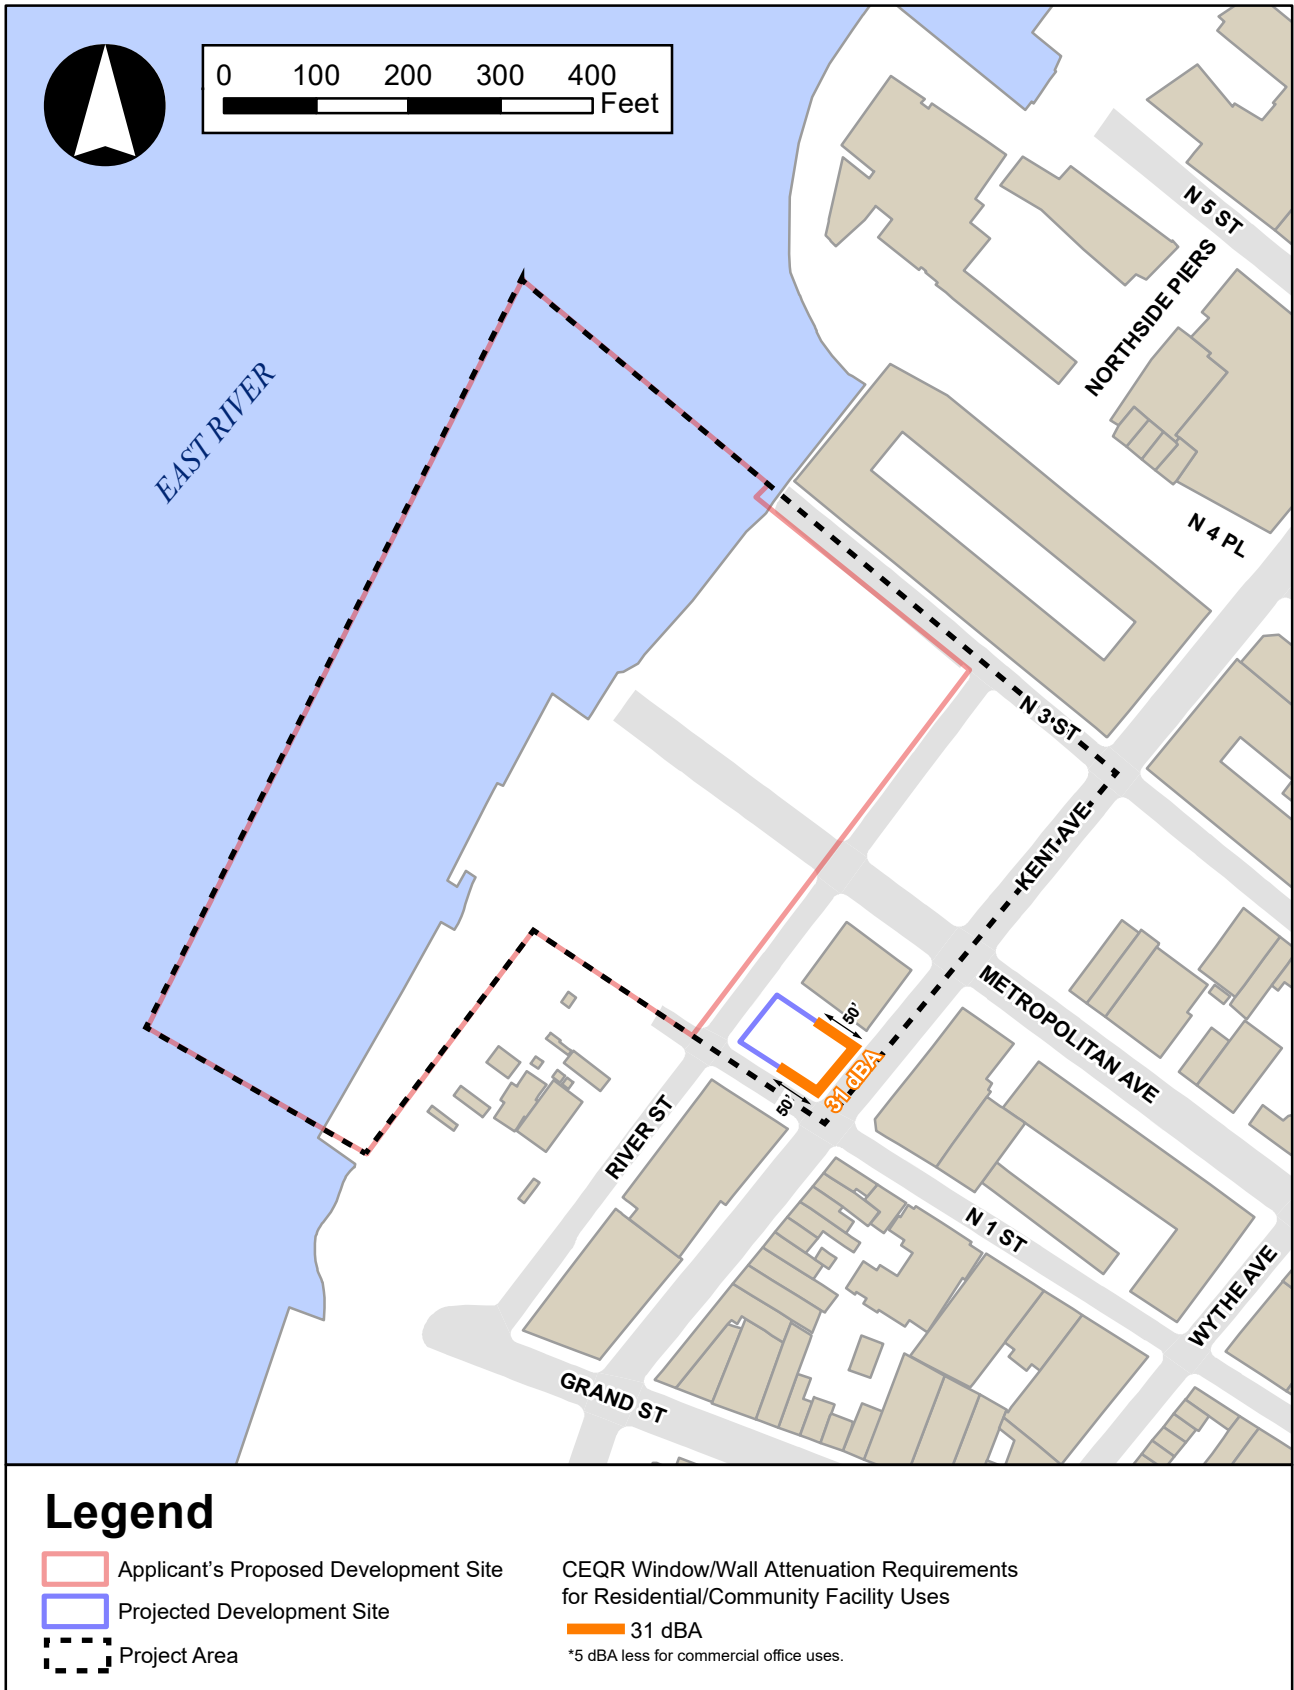 0 100 200 300 400
Feet
N 5 ST
NORTHSIDE PIERS
EAST RIVER
N 4 PL
N 3 ST
KENT AVE
METROPOLITAN AVE
50'
31 dBA
50'
RIVER ST
N 1 ST
WYTHE AVE
GRAND ST
Legend
Applicant's Proposed Development Site
Projected Development Site
Project Area
CEQR Window/Wall Attenuation Requirements
for Residential/Community Facility Uses
31 dBA
*5 dBA less for commercial office uses.